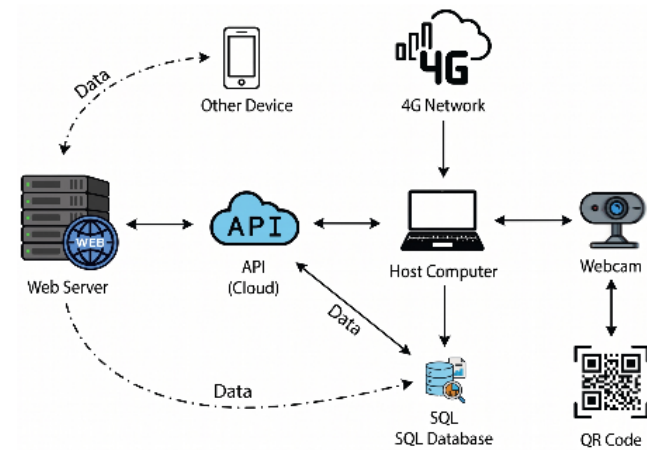 Data
Other Device
4G
4G Network
WEB
Web Server
API
API
(Cloud)
Host Computer
Webcam
Data
Data
SQL
SQL Database
QR Code